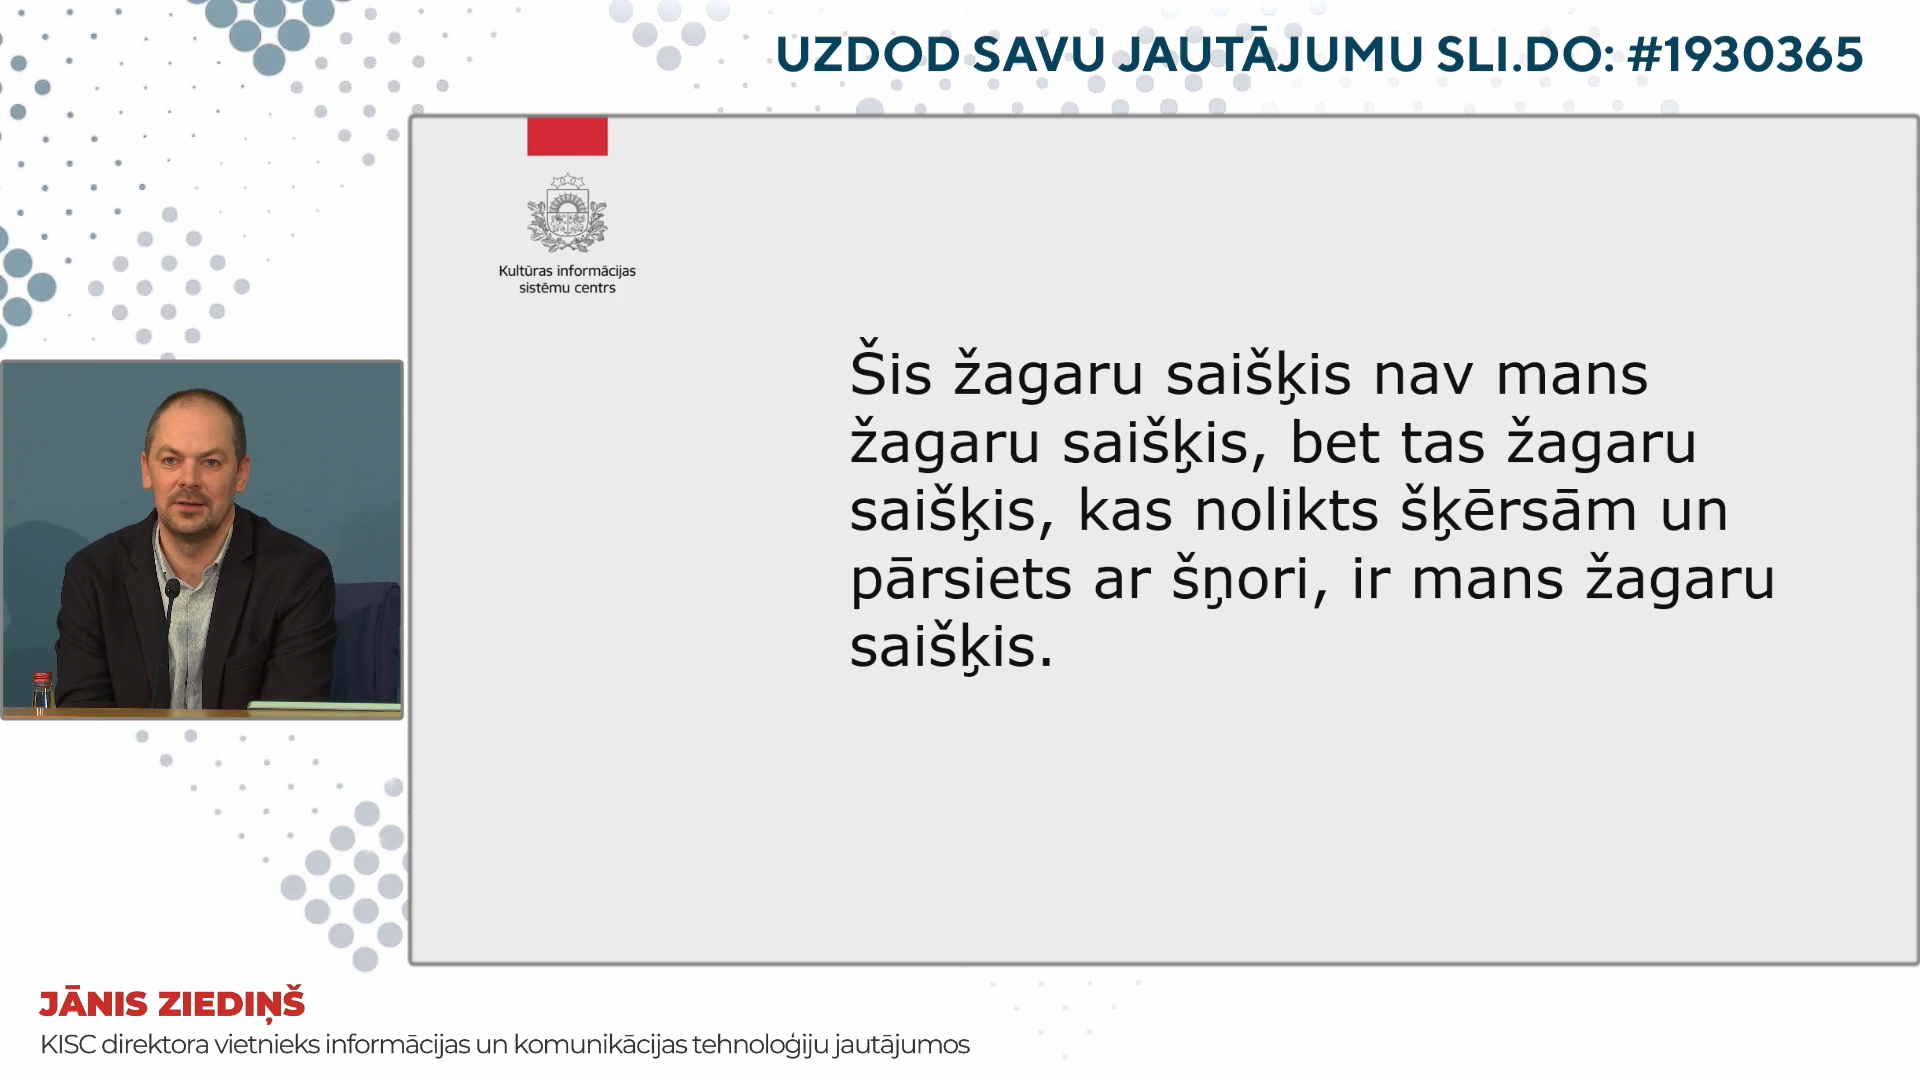 UZDOD SAVU JAUTĀJUMU SLI.DO: #1930365
Kultūras informācijas
sistēmu centrs
Šis žagaru saišķis nav mans
žagaru saišķis, bet tas žagaru
saišķis, kas nolikts šķērsām un
pārsiets ar šņori, ir mans žagaru
saišķis.
JĀNIS ZIEDIŅŠ
KISC direktora vietnieks informācijas un komunikācijas tehnoloģiju jautājumos